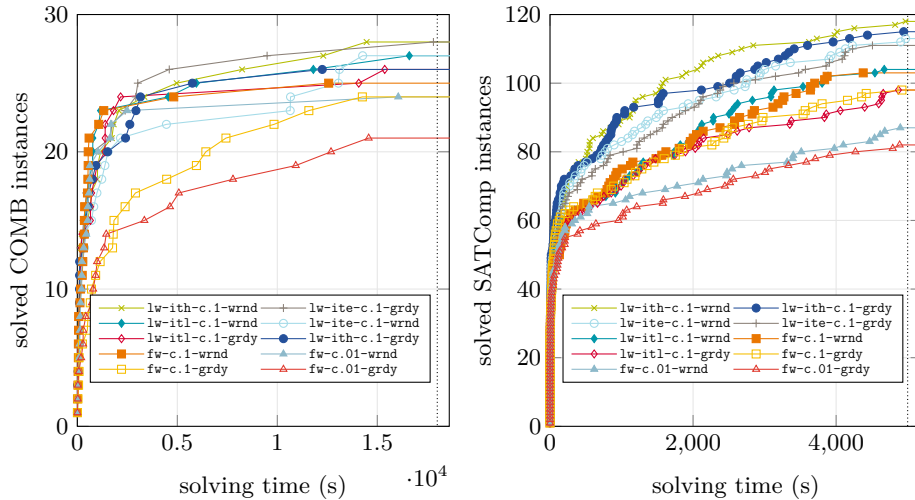 solved COMB instances
30
20
10
0
lw-ith-c.1-wrnd lw-ite-c.1-grdy
lw-itl-c.1-wrnd lw-ite-c.1-wrnd
lw-itl-c.1-grdy lw-ith-c.1-grdy
fw-c.1-wrnd fw-c.01-wrnd
fw-c.1-grdy fw-c.01-grdy
0 0.5 1 1.5
·10^4
solving time (s)
solved SATComp instances
120
100
80
60
40
20
0
lw-ith-c.1-wrnd lw-ith-c.1-grdy
lw-ite-c.1-wrnd lw-ite-c.1-grdy
lw-itl-c.1-wrnd fw-c.1-wrnd
lw-itl-c.1-grdy fw-c.1-grdy
fw-c.01-wrnd fw-c.01-grdy
0 2,000 4,000
solving time (s)